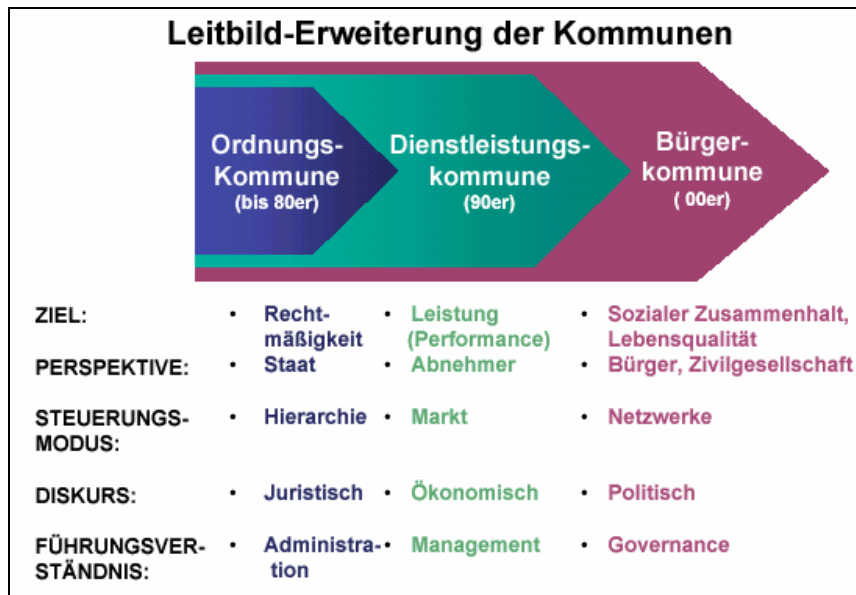 Leitbild-Erweiterung der Kommunen
Ordnungs-
Kommune
(bis 80er)
Dienstleistungs-
kommune
(90er)
Bürger-
kommune
( 00er)
ZIEL: • Recht- • Leistung • Sozialer Zusammenhalt,
mäßigkeit (Performance) Lebensqualität
PERSPEKTIVE: • Staat • Abnehmer • Bürger, Zivilgesellschaft
STEUERUNGS- • Hierarchie • Markt • Netzwerke
MODUS:
DISKURS: • Juristisch • Ökonomisch • Politisch
FÜHRUNGSVER- • Administra- • Management • Governance
STÄNDNIS: tion